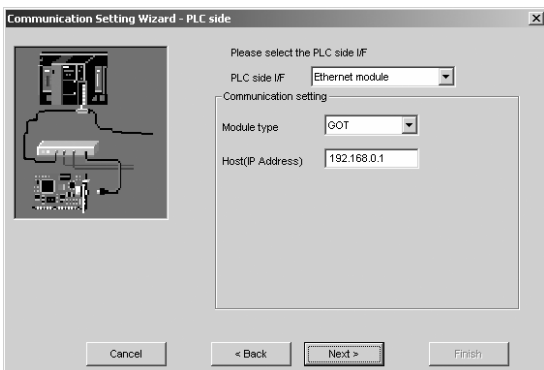 Communication Setting Wizard - PLC side
Please select the PLC side I/F
PLC side I/F Ethernet module
Communication setting
Module type GOT
Host(IP Address) 192.168.0.1
Cancel < Back Next > Finish